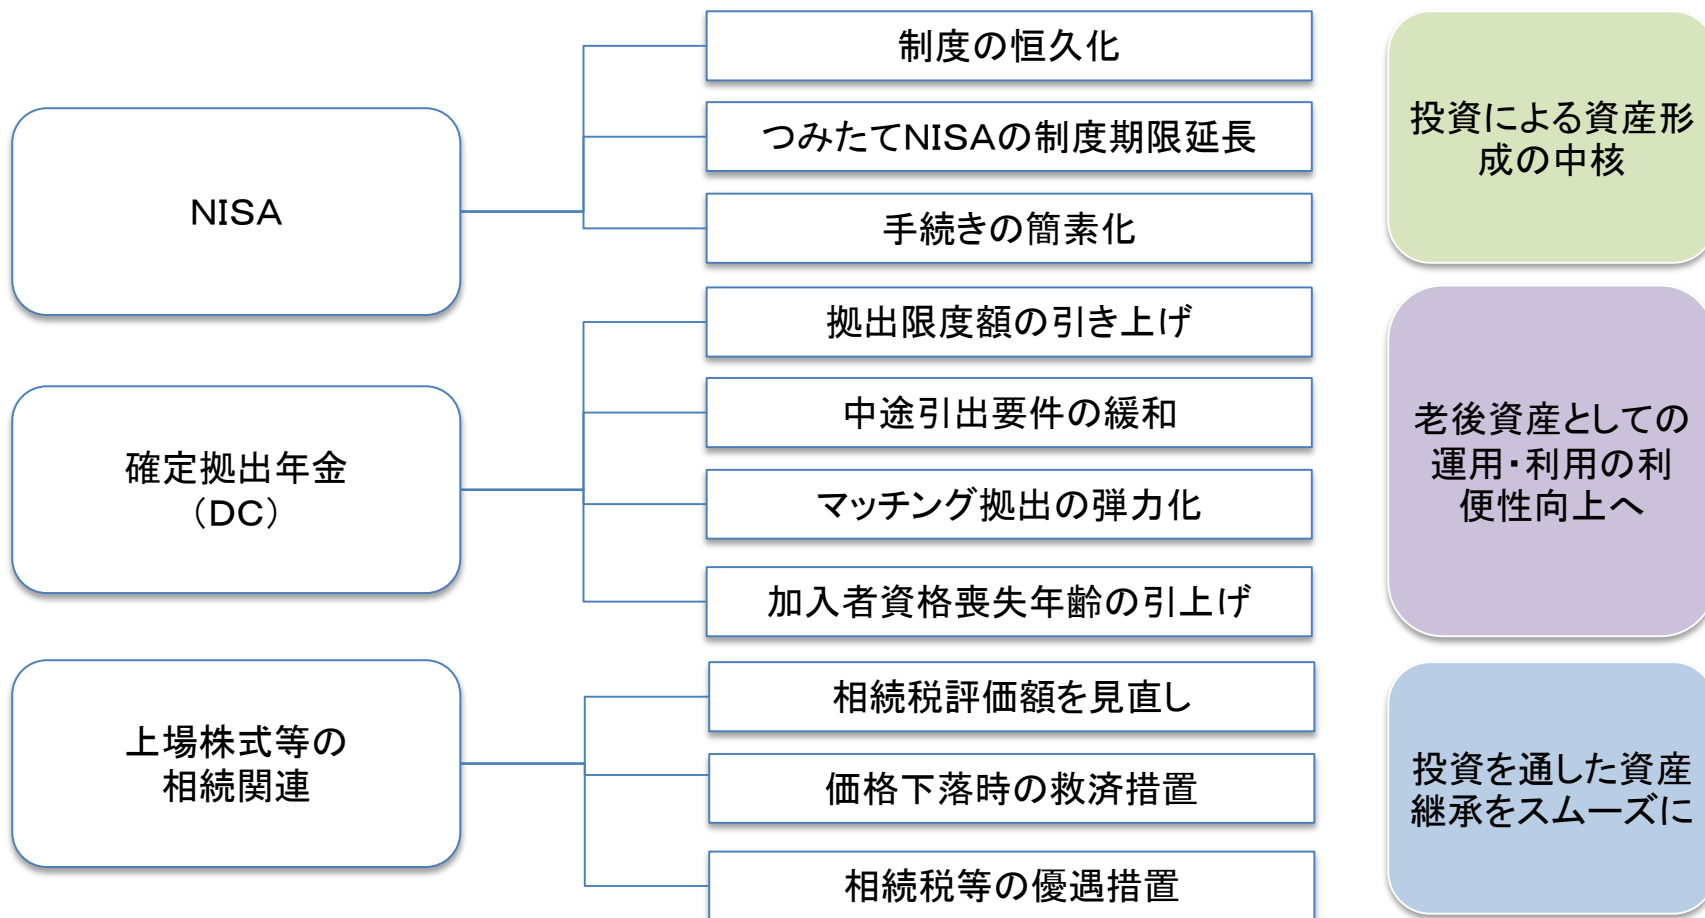 NISA
制度の恒久化
つみたてNISAの制度期限延長
手続きの簡素化
投資による資産形
成の中核
確定拠出年金
（DC）
拠出限度額の引き上げ
中途引出要件の緩和
マッチング拠出の弾力化
加入者資格喪失年齢の引上げ
老後資産としての
運用・利用の利
便性向上へ
上場株式等の
相続関連
相続税評価額を見直し
価格下落時の救済措置
相続税等の優遇措置
投資を通した資産
継承をスムーズに